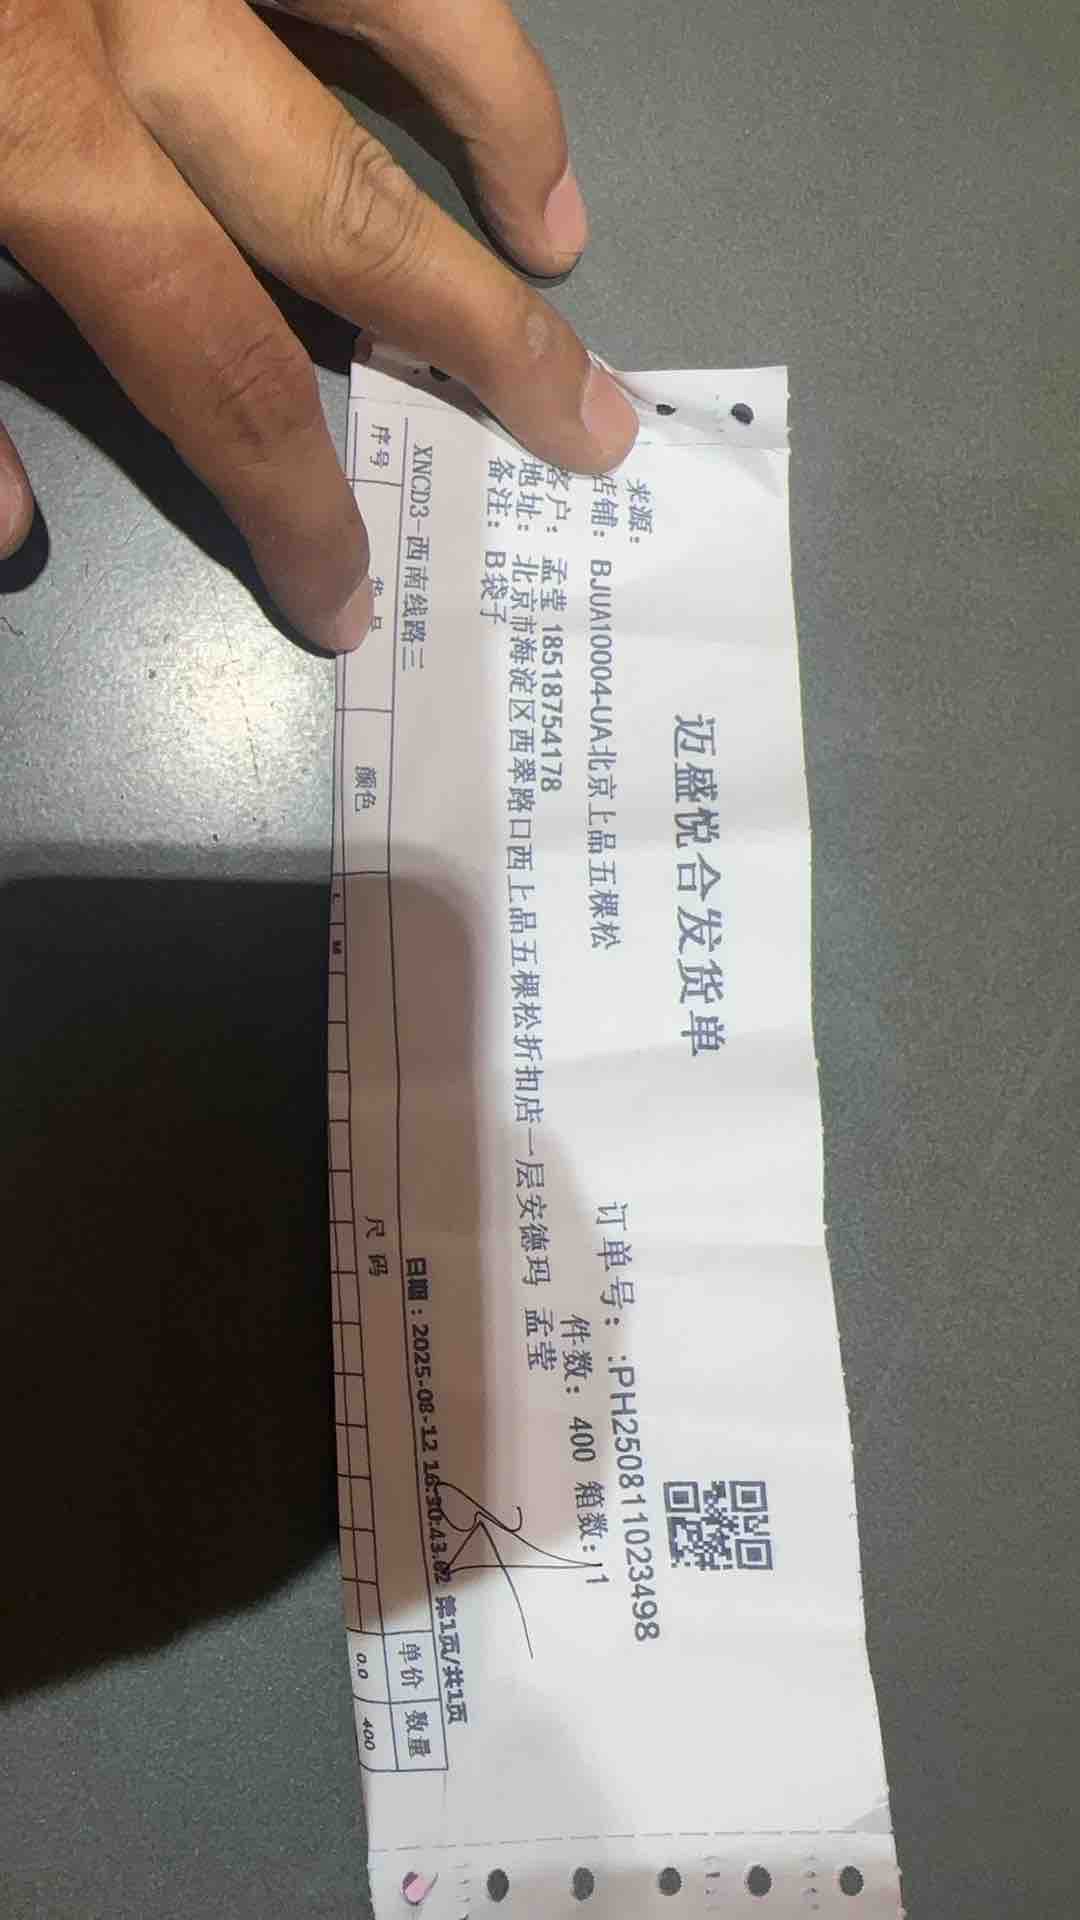 迈盛悦合发货单
来源：
店铺： BJUA10004-UA北京上品五棵松
订单号： :PH250811023498
客户： 孟莹 18518754178
件数： 400 箱数：1
地址： 北京市海淀区西翠路口西上品五棵松折扣店一层安德玛 孟莹
备注： B袋子
XNCD3-西南线路三
日期：2025-08-12 16:30:43.02 第1页/共1页
序号 货号 颜色 尺码 单价 数量
L M 0.0 400